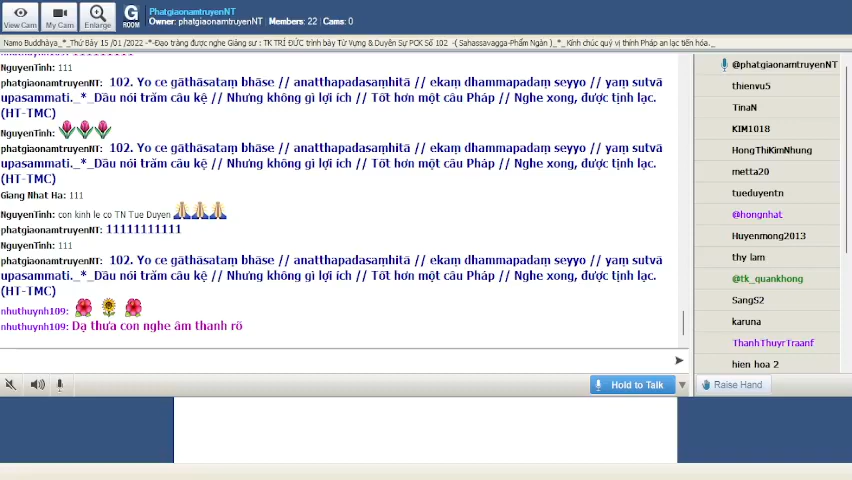 View Cam
My Cam
Enlarge
G
ROOM
PhatgiaonamtruyenNT
Owner: phatgiaonamtruyenNT | Members: 22 | Cams: 0
Namo Buddhàya_*_Thứ Bảy 15 /01 /2022 -*-Đạo tràng được nghe Giảng sư : TK TRÍ ĐỨC trình bày Từ Vựng & Duyên Sự PCK Số 102 -( Sahassavagga-Phẩm Ngàn )_*_ Kính chúc quý vị thính Pháp an lạc tiến hóa._
NguyenTinh: 111
phatgiaonamtruyenNT: 102. Yo ce gāthāsataṃ bhāse // anatthapadasaṃhitā // ekaṃ dhammapadaṃ seyyo // yaṃ sutvā
upasammati._*_Dầu nói trăm câu kệ // Nhưng không gì lợi ích // Tốt hơn một câu Pháp // Nghe xong, được tịnh lạc.
(HT-TMC)
NguyenTinh:
phatgiaonamtruyenNT: 102. Yo ce gāthāsataṃ bhāse // anatthapadasaṃhitā // ekaṃ dhammapadaṃ seyyo // yaṃ sutvā
upasammati._*_Dầu nói trăm câu kệ // Nhưng không gì lợi ích // Tốt hơn một câu Pháp // Nghe xong, được tịnh lạc.
(HT-TMC)
Giang Nhat Ha: 111
NguyenTinh: con kinh le co TN Tue Duyen
phatgiaonamtruyenNT: 11111111111
NguyenTinh: 111
phatgiaonamtruyenNT: 102. Yo ce gāthāsataṃ bhāse // anatthapadasaṃhitā // ekaṃ dhammapadaṃ seyyo // yaṃ sutvā
upasammati._*_Dầu nói trăm câu kệ // Nhưng không gì lợi ích // Tốt hơn một câu Pháp // Nghe xong, được tịnh lạc.
(HT-TMC)
nhuthuynh109:
nhuthuynh109: Dạ thưa con nghe âm thanh rõ
Hold to Talk
@phatgiaonamtruyenNT
thienvu5
TinaN
KIM1018
HongThiKimNhung
metta20
tueduyentn
@hongnhat
Huyenmong2013
thy lam
@tk_quankhong
SangS2
karuna
ThanhThuyrTraanf
hien hoa 2
Raise Hand